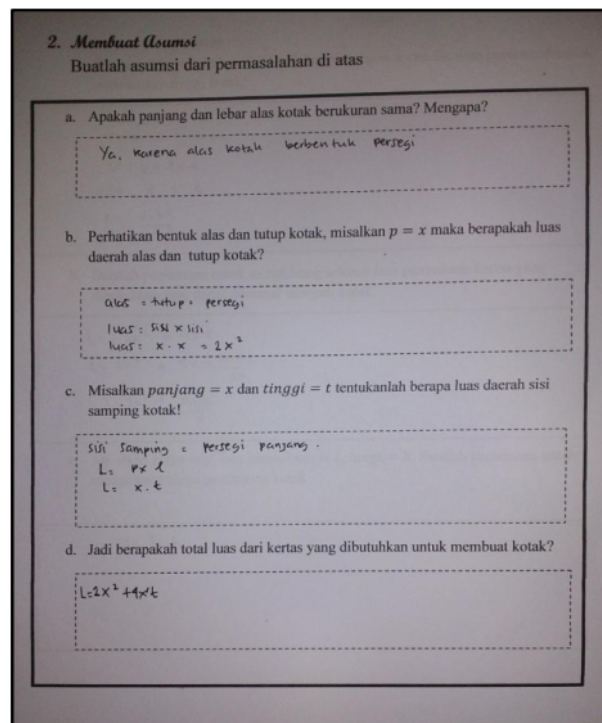 2. Membuat Asumsi
Buatlah asumsi dari permasalahan di atas
a. Apakah panjang dan lebar alas kotak berukuran sama? Mengapa?
Ya, karena alas kotak berbentuk persegi
b. Perhatikan bentuk alas dan tutup kotak, misalkan p = x maka berapakah luas
daerah alas dan tutup kotak?
alas = tutup = persegi
luas : sisi x sisi
luas : x . x = 2x²
c. Misalkan panjang = x dan tinggi = t tentukanlah berapa luas daerah sisi
samping kotak!
sisi samping = persegi panjang.
L = p x l
L = x . t
d. Jadi berapakah total luas dari kertas yang dibutuhkan untuk membuat kotak?
L = 2x² + 4xt